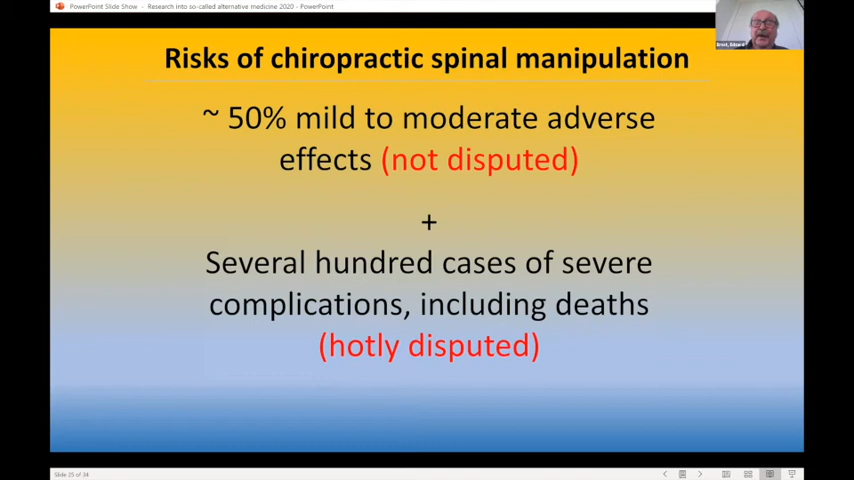 PowerPoint Slide Show - Research into so-called alternative medicine 2020 - PowerPoint
Ernst, Edzard
Risks of chiropractic spinal manipulation
~ 50% mild to moderate adverse
effects (not disputed)
+
Several hundred cases of severe
complications, including deaths
(hotly disputed)
Slide 25 of 34